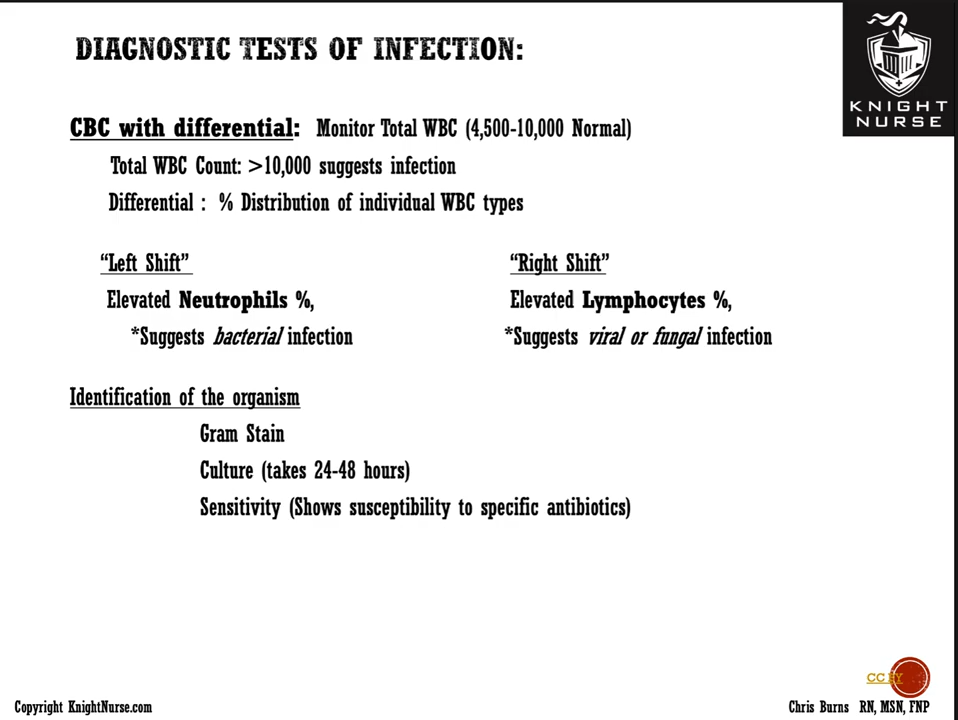 DIAGNOSTIC TESTS OF INFECTION:
KNIGHT
NURSE
CBC with differential: Monitor Total WBC (4,500-10,000 Normal)
Total WBC Count: >10,000 suggests infection
Differential : % Distribution of individual WBC types
“Left Shift”
Elevated Neutrophils %,
*Suggests bacterial infection
“Right Shift”
Elevated Lymphocytes %,
*Suggests viral or fungal infection
Identification of the organism
Gram Stain
Culture (takes 24-48 hours)
Sensitivity (Shows susceptibility to specific antibiotics)
CC BY
Copyright KnightNurse.com
Chris Burns RN, MSN, FNP